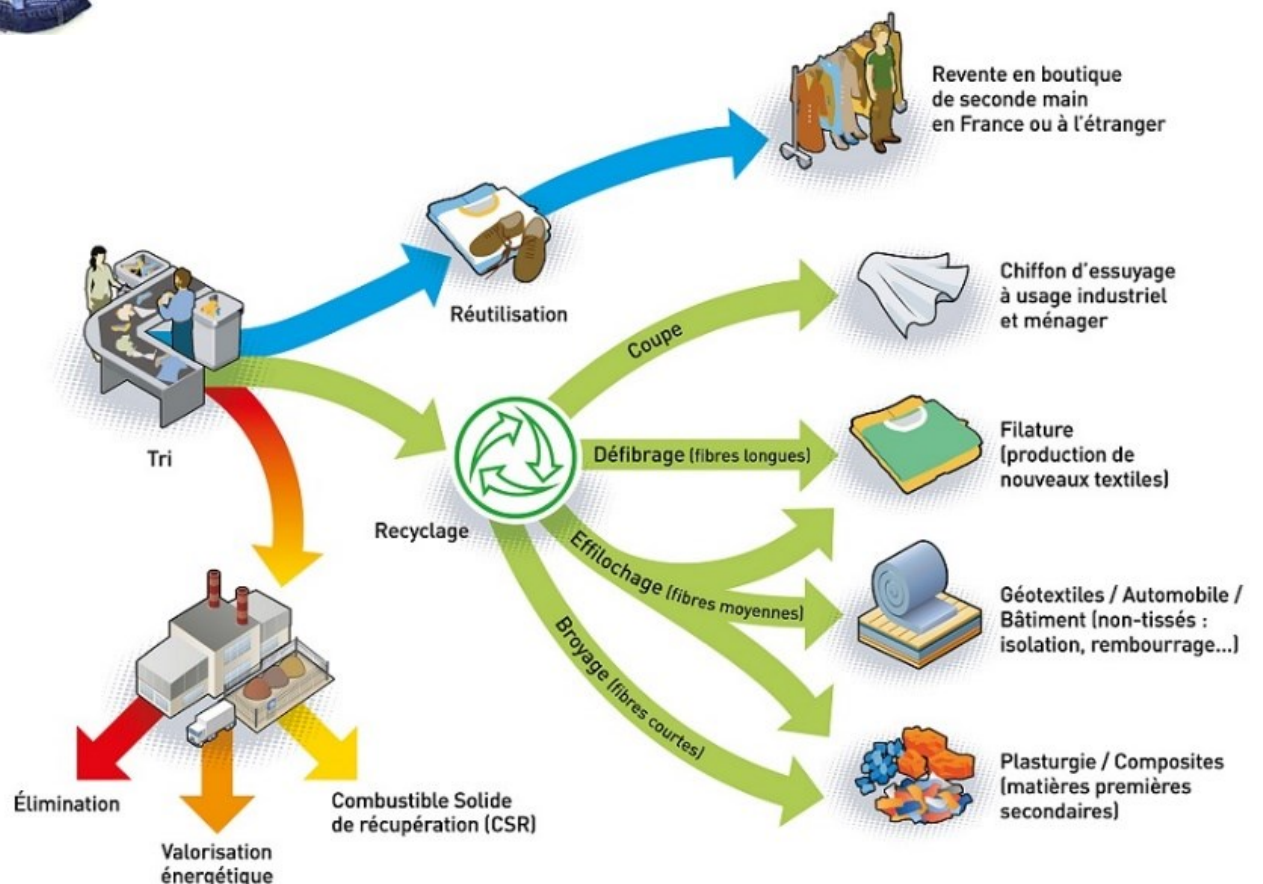 Revente en boutique
de seconde main
en France ou à l'étranger
Réutilisation
Chiffon d'essuyage
à usage industriel
et ménager
Coupe
Tri
Défibrage (fibres longues)
Filature
(production de
nouveaux textiles)
Recyclage
Effilochage (fibres moyennes)
Géotextiles / Automobile /
Bâtiment (non-tissés :
isolation, rembourrage...)
Broyage (fibres courtes)
Plasturgie / Composites
(matières premières
secondaires)
Élimination
Valorisation
énergétique
Combustible Solide
de récupération (CSR)